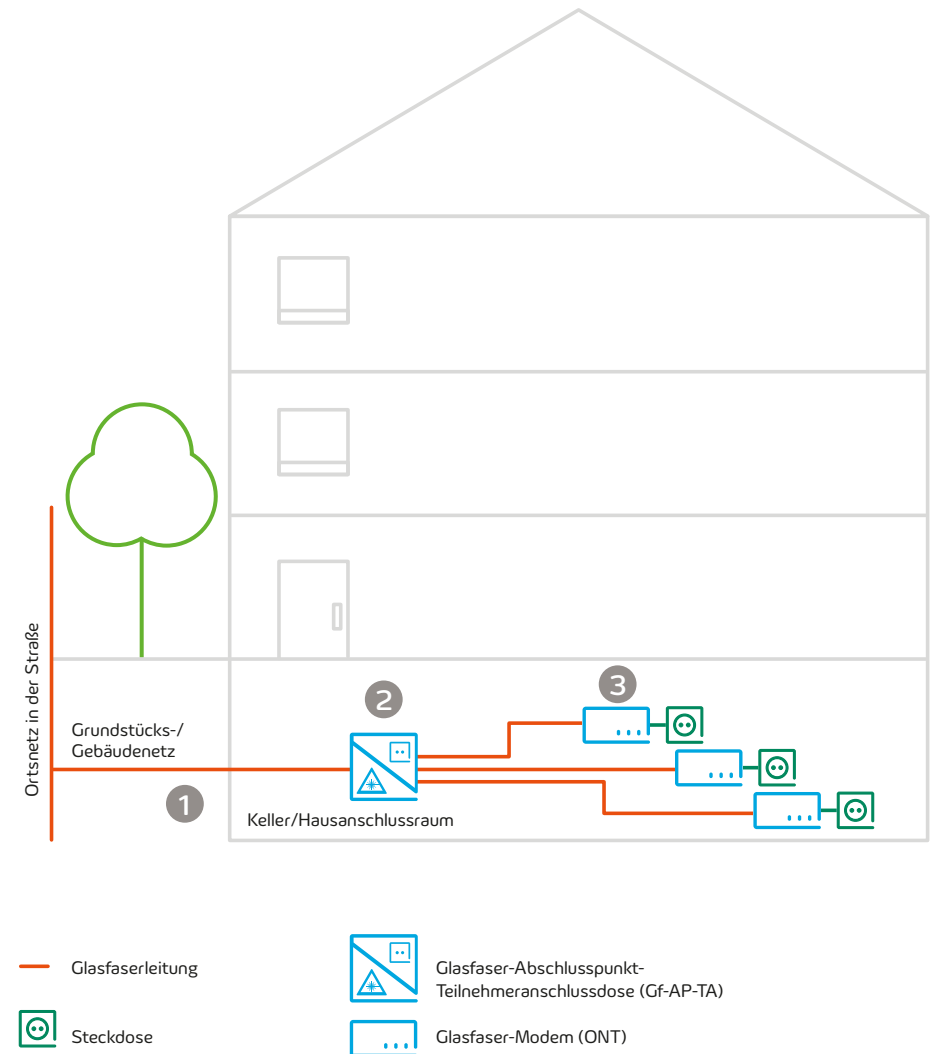 Ortsnetz in der Straße
Grundstücks-/
Gebäudenetz
1
2
3
Keller/Hausanschlussraum
Glasfaserleitung
Glasfaser-Abschlusspunkt-
Teilnehmeranschlussdose (Gf-AP-TA)
Steckdose
Glasfaser-Modem (ONT)